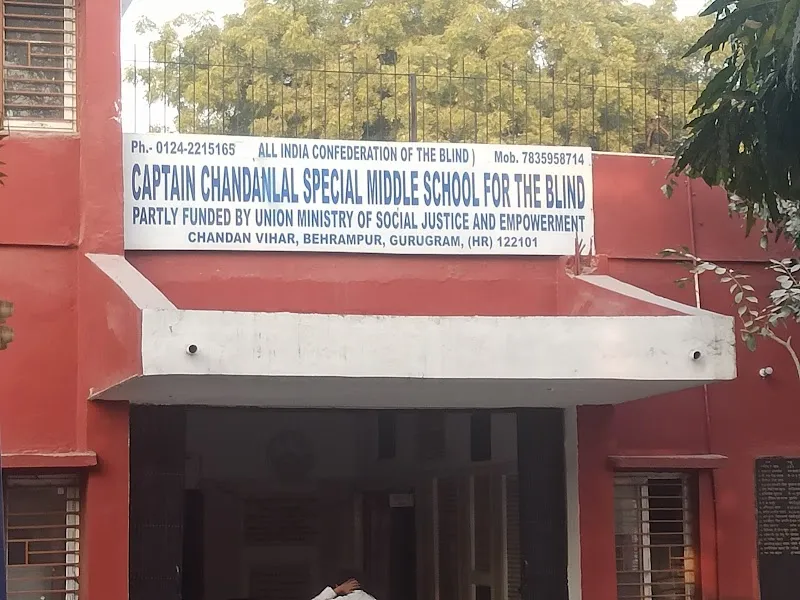 Ph.- 0124-2215165 ALL INDIA CONFEDERATION OF THE BLIND ) Mob. 7835958714
CAPTAIN CHANDANLAL SPECIAL MIDDLE SCHOOL FOR THE BLIND
PARTLY FUNDED BY UNION MINISTRY OF SOCIAL JUSTICE AND EMPOWERMENT
CHANDAN VIHAR, BEHRAMPUR, GURUGRAM, (HR) 122101